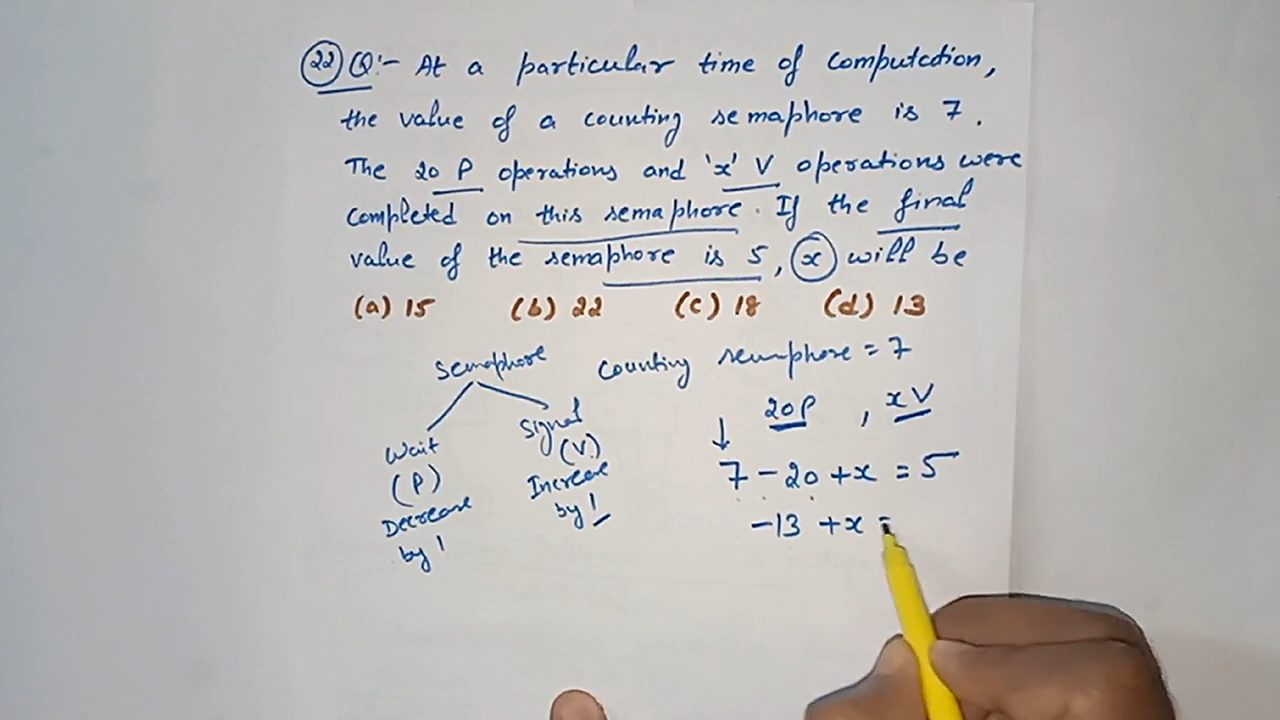 22 Q:- At a particular time of computation,
the value of a counting semaphore is 7.
The 20 P operations and 'x' V operations were
completed on this semaphore. If the final
value of the semaphore is 5, x will be
(a) 15 (b) 22 (c) 18 (d) 13
Semaphore
counting semphore = 7
20P, xV
Wait
(P)
Decrease
by 1
Signal
(V)
Increase
by 1
7 - 20 + x = 5
-13 + x =